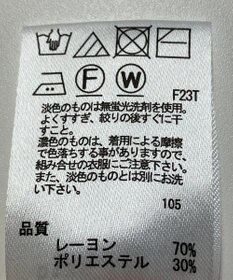 F W F23T
淡色のものは無蛍光洗剤を使用。
よくすすぎ、絞りの後すぐに干
すこと。
濃色のものは、着用による摩擦
で色落ちする事がありますので、
組み合せの衣服にご注意下さい。
また、淡色のものとは別にお洗
い下さい。
105
品質
レーヨン 70%
ポリエステル 30%